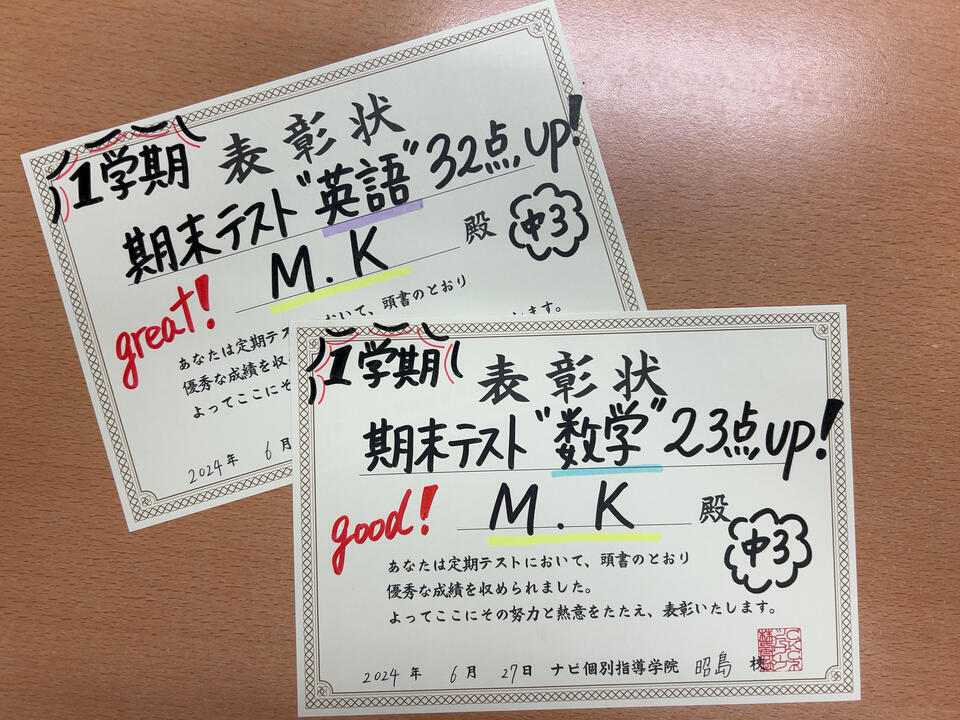 1学期
表彰状
期末テスト"英語"32点up!
M.K 殿
中3
great!
あなたは定期テス
おいて、頭書のとおり
優秀な成績を収め
します。
よってここにそ
2024年 6月
1学期
表彰状
期末テスト"数学"23点up!
M.K 殿
中3
good!
あなたは定期テストにおいて、頭書のとおり
優秀な成績を収められました。
よってここにその努力と熱意をたたえ、表彰いたします。
2024年 6月 27日 ナビ個別指導学院 昭島 校